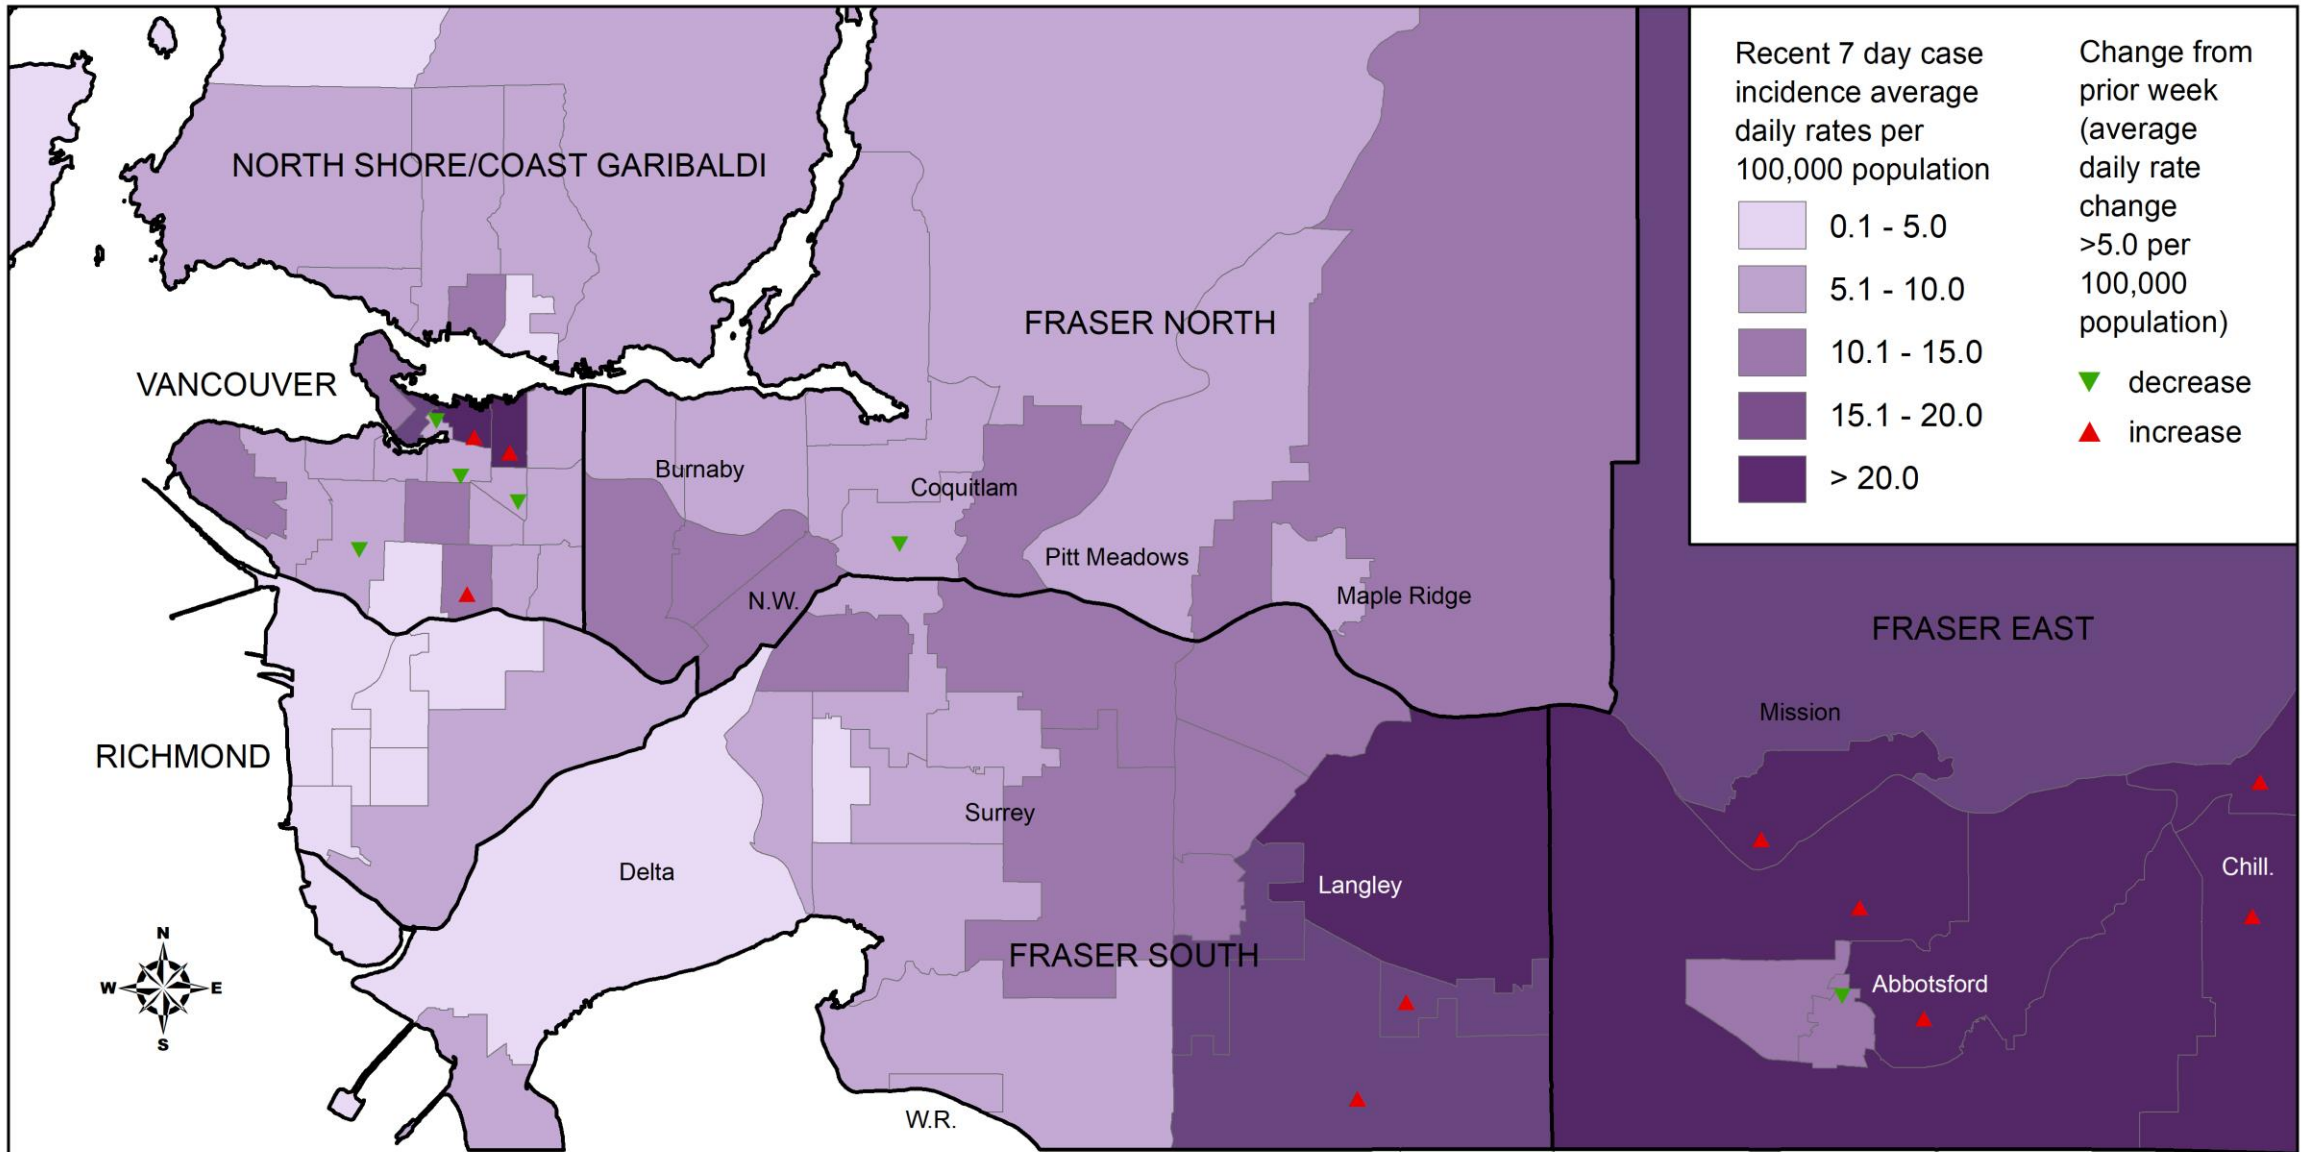 NORTH SHORE/COAST GARIBALDI
VANCOUVER
FRASER NORTH
Burnaby
Coquitlam
Pitt Meadows
N.W.
Maple Ridge
RICHMOND
Delta
Surrey
Langley
FRASER SOUTH
W.R.
FRASER EAST
Mission
Chill.
Abbotsford
N
W
E
S
Recent 7 day case
incidence average
daily rates per
100,000 population
0.1 - 5.0
5.1 - 10.0
10.1 - 15.0
15.1 - 20.0
> 20.0
Change from
prior week
(average
daily rate
change
>5.0 per
100,000
population)
decrease
increase